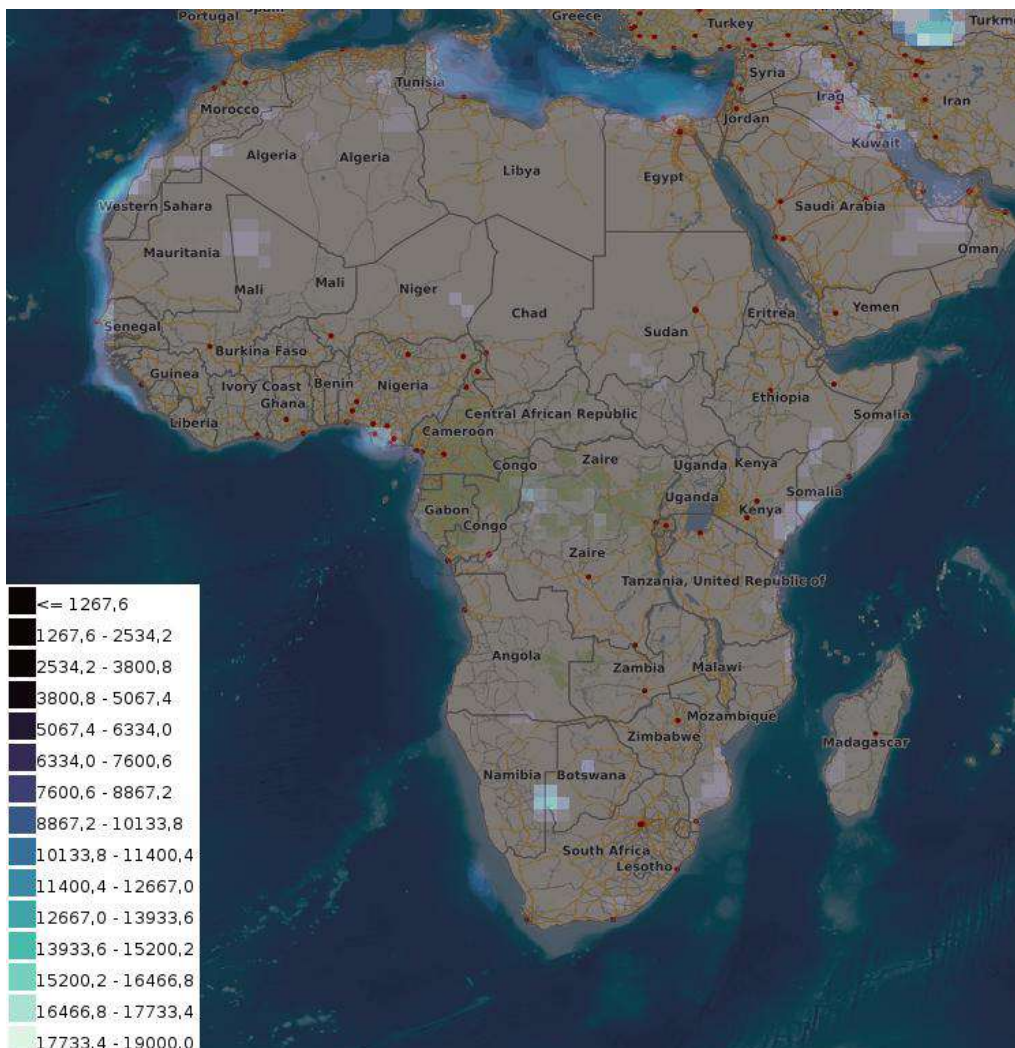 Portugal
Greece
Turkey
Turkm
Tunisia
Syria
Morocco
Iraq
Iran
Jordan
Kuwait
Algeria
Algeria
Libya
Egypt
Western Sahara
Saudi Arabia
Mauritania
Oman
Mali
Mali
Niger
Chad
Sudan
Eritrea
Yemen
Senegal
Burkina Faso
Guinea
Ivory Coast
Benin
Nigeria
Ghana
Ethiopia
Liberia
Central African Republic
Somalia
Cameroon
Congo
Zaire
Uganda
Kenya
Uganda
Somalia
Gabon
Congo
Kenya
Zaire
Tanzania, United Republic of
Angola
Zambia
Malawi
Mozambique
Zimbabwe
Madagascar
Namibia
Botswana
South Africa
Lesotho
<= 1267,6
1267,6 - 2534,2
2534,2 - 3800,8
3800,8 - 5067,4
5067,4 - 6334,0
6334,0 - 7600,6
7600,6 - 8867,2
8867,2 - 10133,8
10133,8 - 11400,4
11400,4 - 12667,0
12667,0 - 13933,6
13933,6 - 15200,2
15200,2 - 16466,8
16466,8 - 17733,4
17733,4 - 19000,0